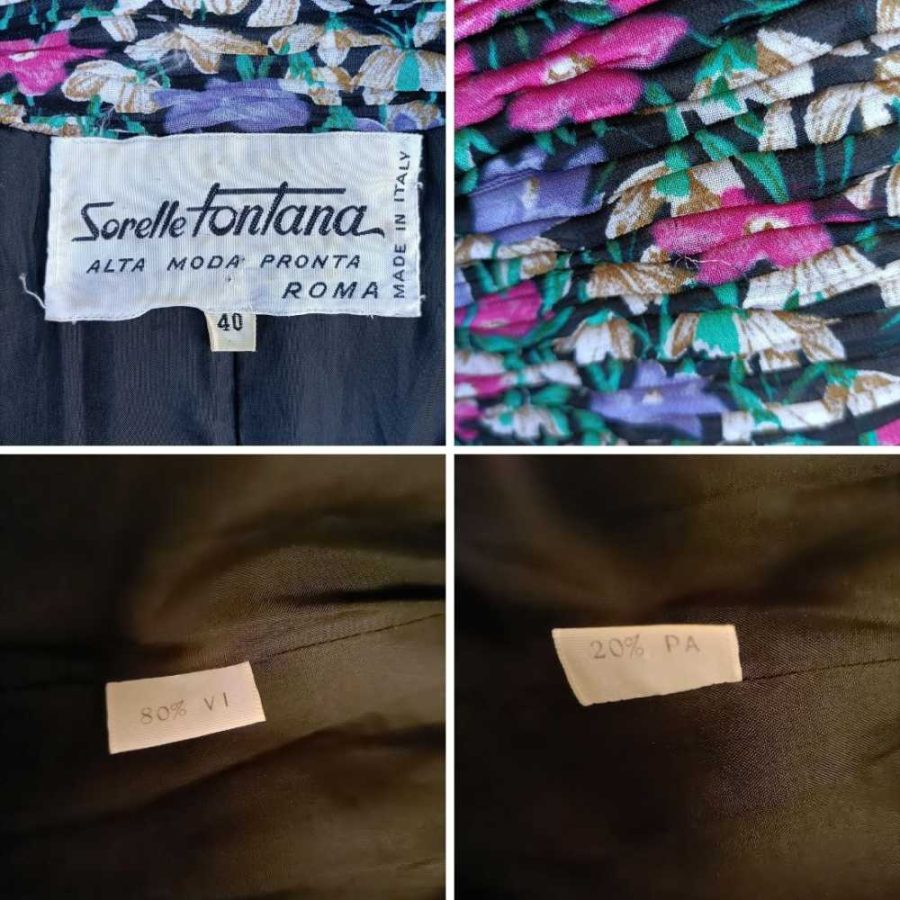 Sorelle Fontana
ALTA MODA PRONTA
ROMA
MADE IN ITALY
40
80% VI
20% PA